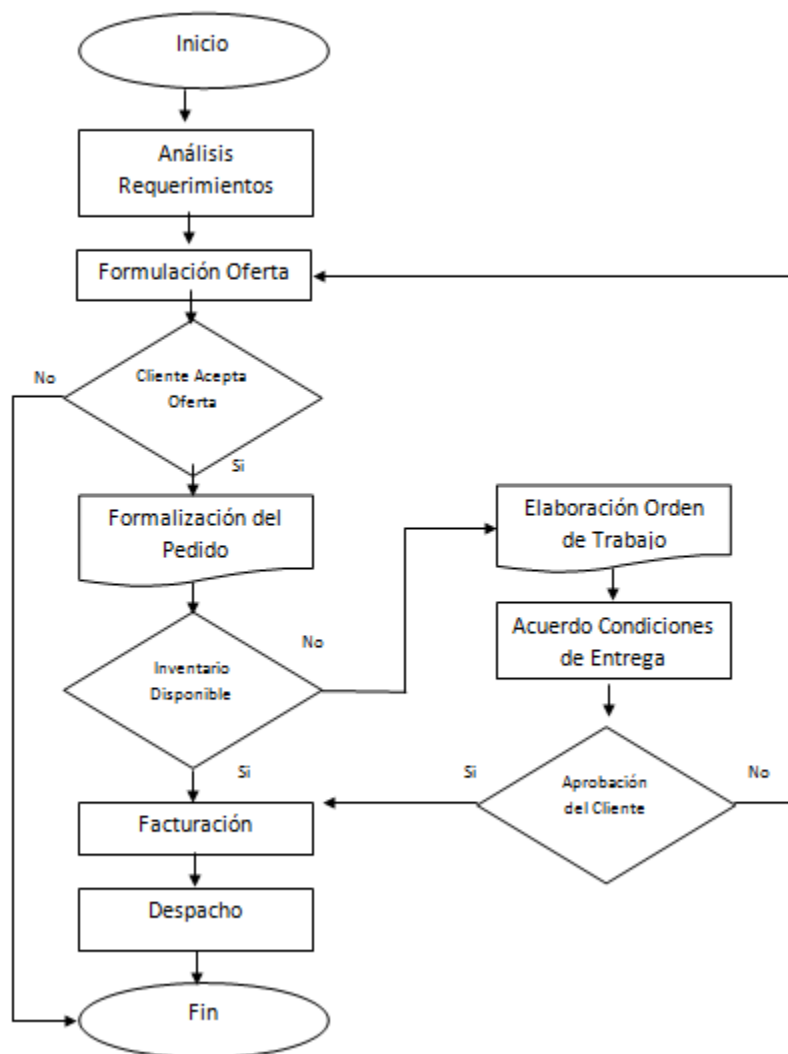 Inicio
Análisis
Requerimientos
Formulación Oferta
No
Cliente Acepta
Oferta
Si
Formalización del
Pedido
Elaboración Orden
de Trabajo
No
Inventario
Disponible
Acuerdo Condiciones
de Entrega
Si
Si
Aprobación
del Cliente
No
Facturación
Despacho
Fin